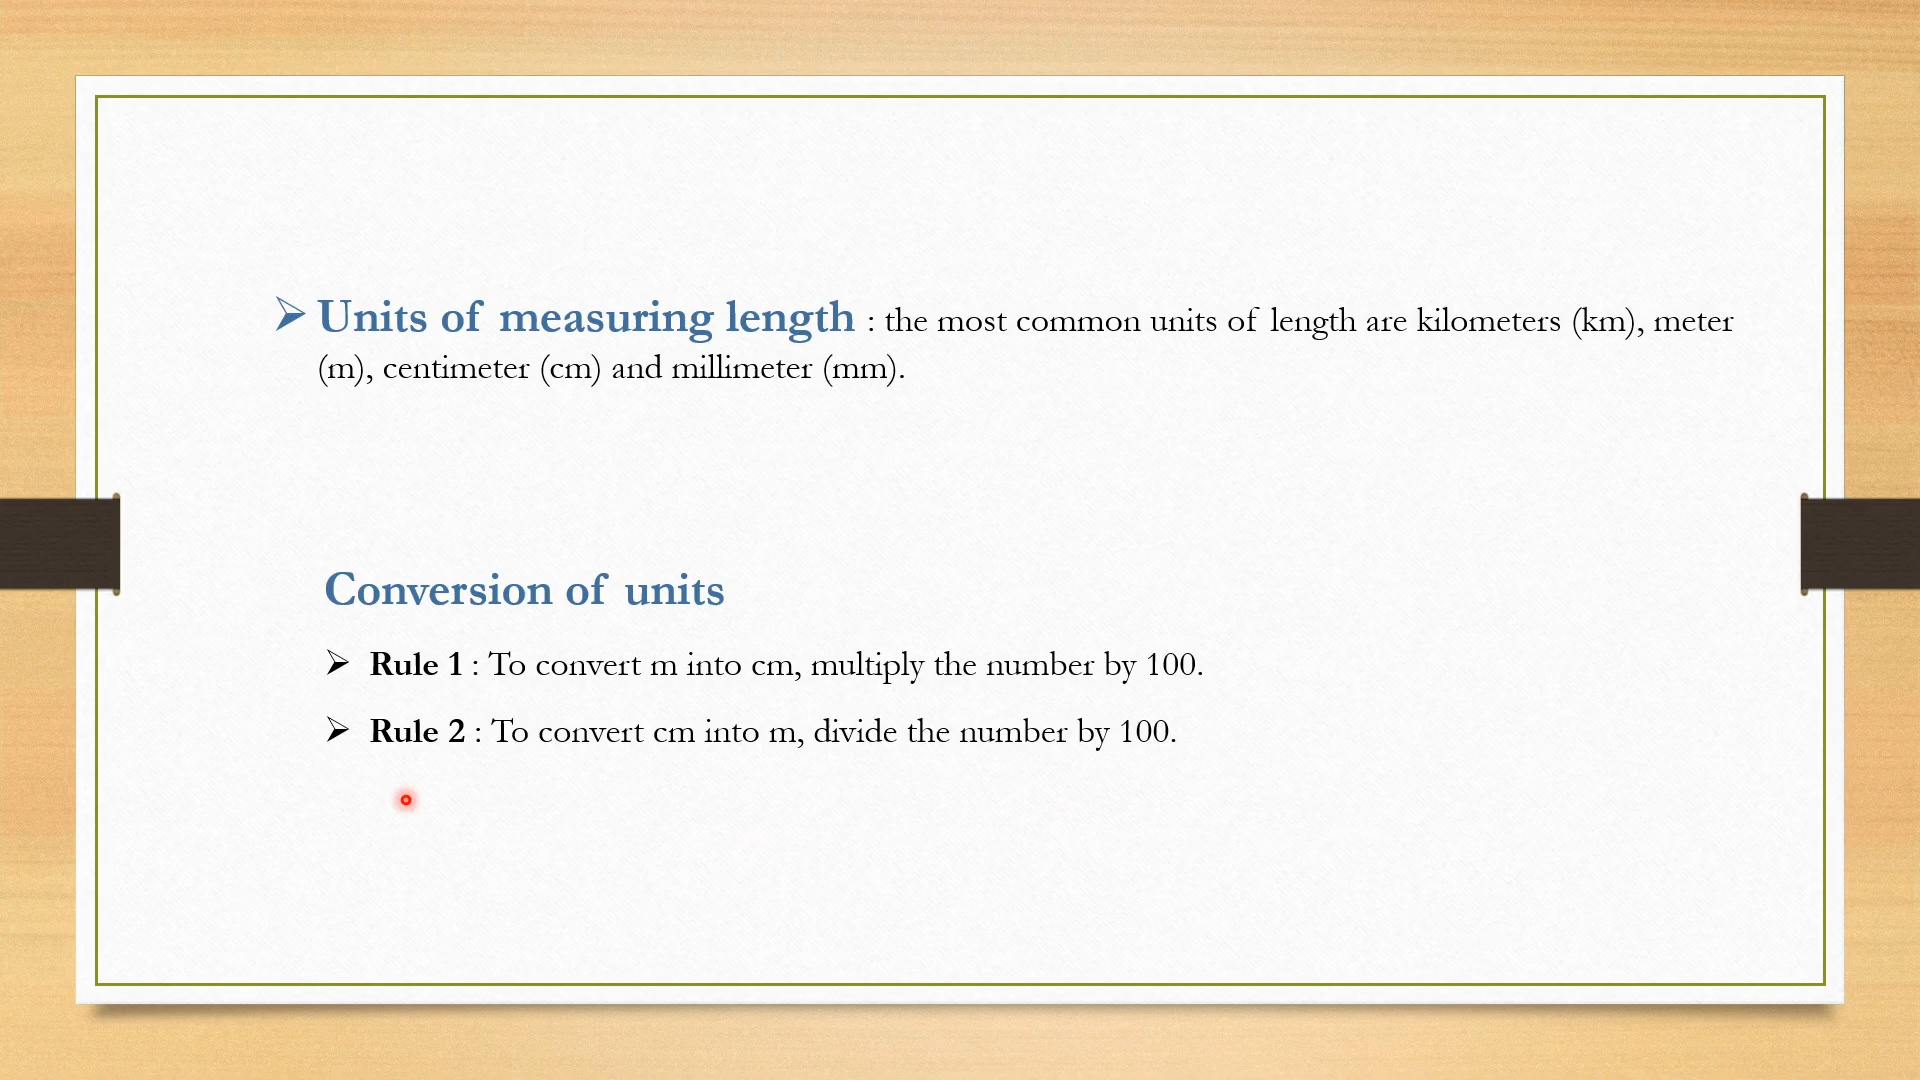 Units of measuring length : the most common units of length are kilometers (km), meter
(m), centimeter (cm) and millimeter (mm).
Conversion of units
Rule 1 : To convert m into cm, multiply the number by 100.
Rule 2 : To convert cm into m, divide the number by 100.